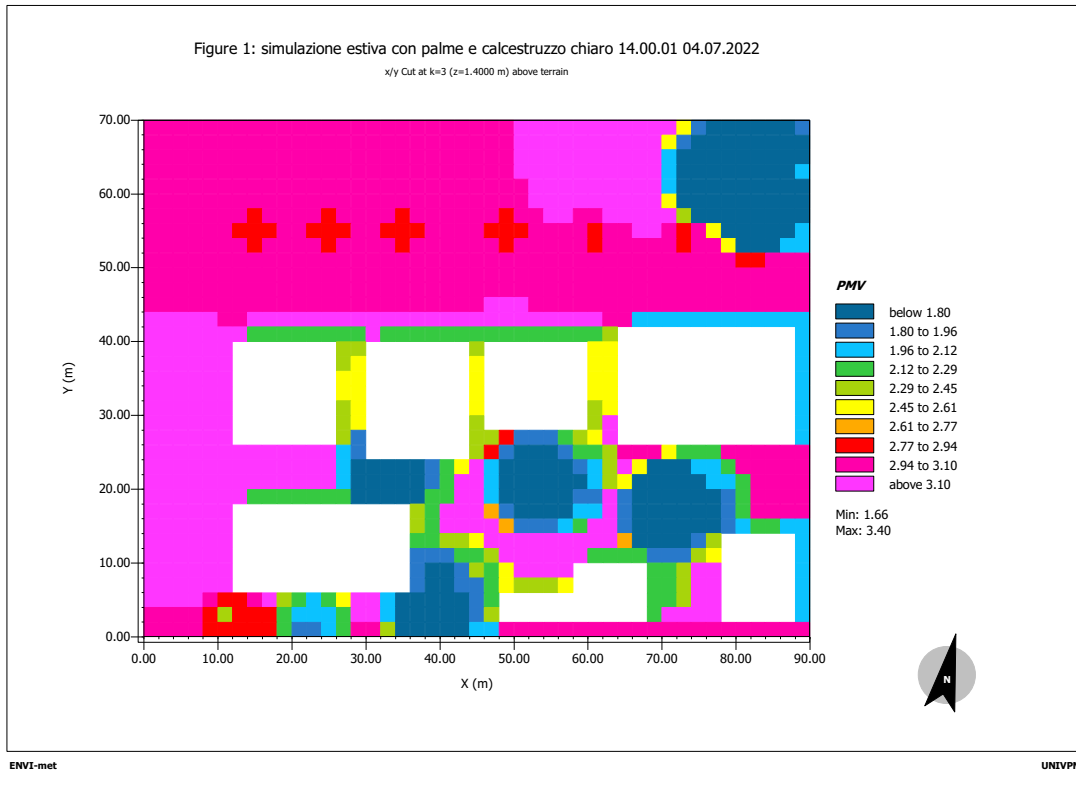 Figure 1: simulazione estiva con palme e calcestruzzo chiaro 14.00.01 04.07.2022
x/y Cut at k=3 (z=1.4000 m) above terrain
70.00
60.00
50.00
40.00
30.00
20.00
10.00
0.00
Y (m)
0.00 10.00 20.00 30.00 40.00 50.00 60.00 70.00 80.00 90.00
X (m)
PMV
below 1.80
1.80 to 1.96
1.96 to 2.12
2.12 to 2.29
2.29 to 2.45
2.45 to 2.61
2.61 to 2.77
2.77 to 2.94
2.94 to 3.10
above 3.10
Min: 1.66
Max: 3.40
N
ENVI-met
UNIVPM